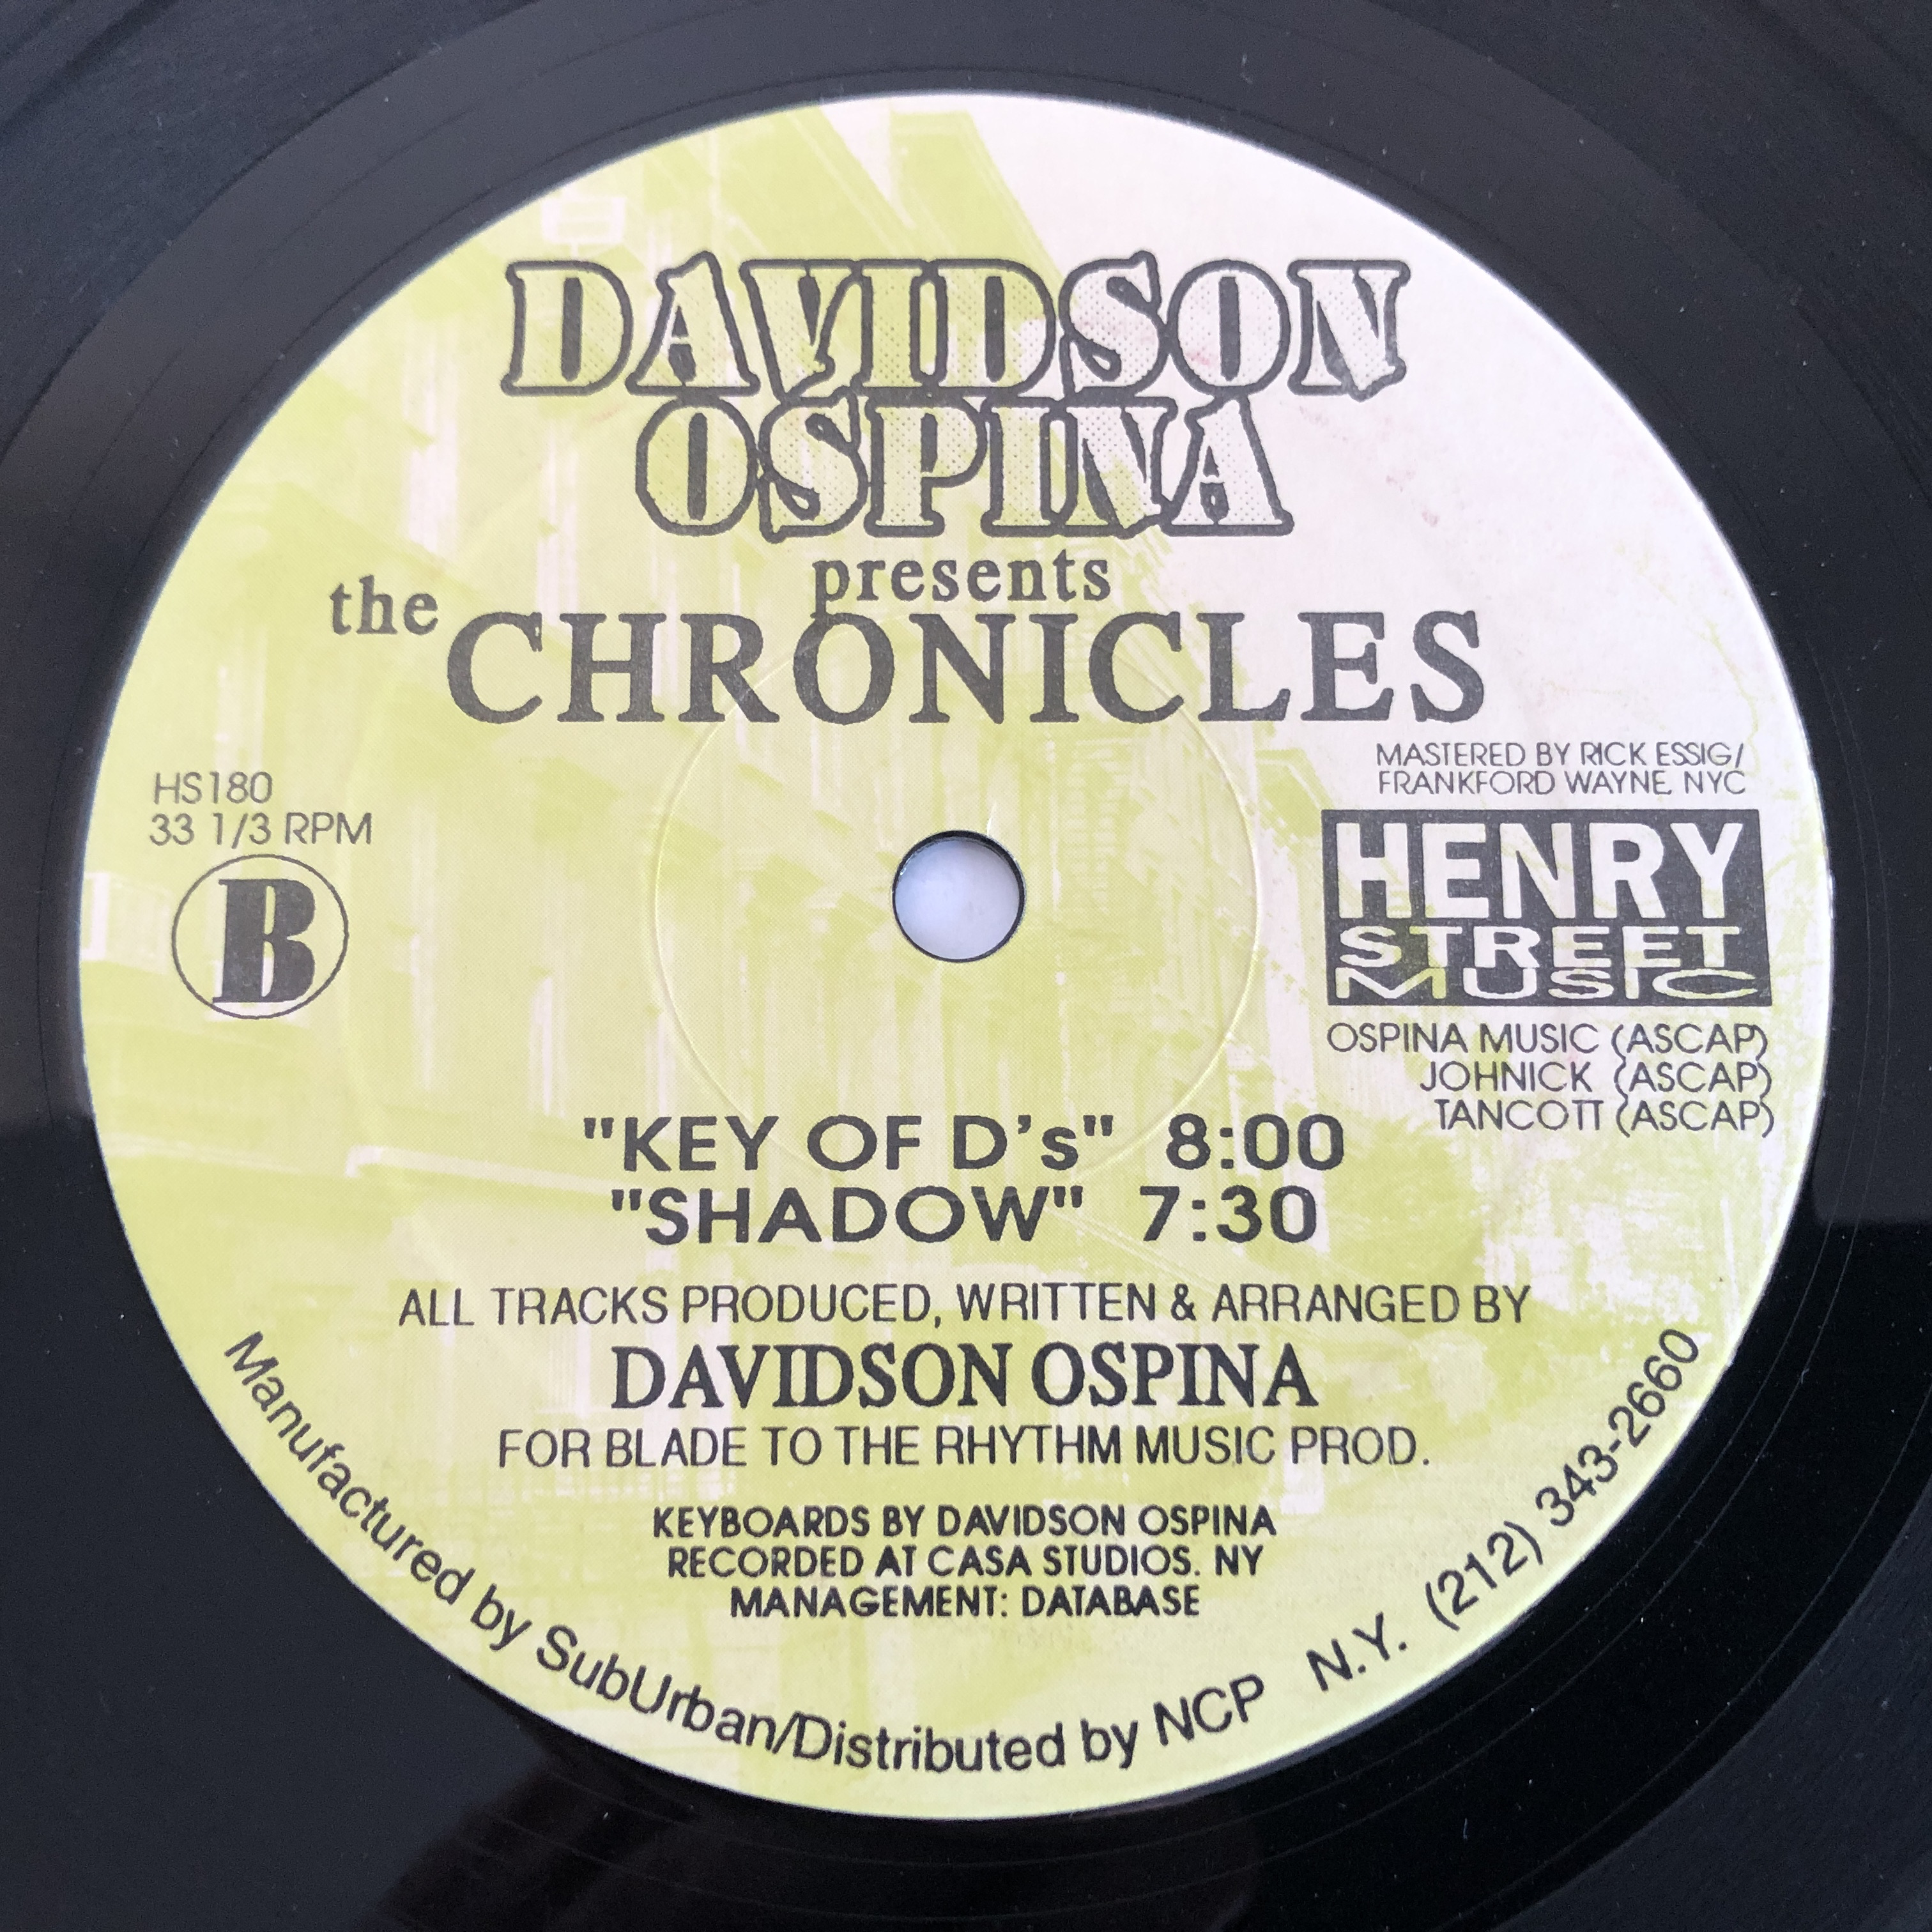 DAVIDSON
OSPINA
presents
the CHRONICLES
MASTERED BY RICK ESSIG/
FRANKFORD WAYNE, NYC
HS180
33 1/3 RPM
B
HENRY
STREET
MUSIC
OSPINA MUSIC (ASCAP)
JOHNICK (ASCAP)
TANCOTT (ASCAP)
"KEY OF D's" 8:00
"SHADOW" 7:30
ALL TRACKS PRODUCED, WRITTEN & ARRANGED BY
DAVIDSON OSPINA
FOR BLADE TO THE RHYTHM MUSIC PROD.
KEYBOARDS BY DAVIDSON OSPINA
RECORDED AT CASA STUDIOS. NY
MANAGEMENT: DATABASE
Manufactured by SubUrban/Distributed by NCP N.Y. (212) 343-2660